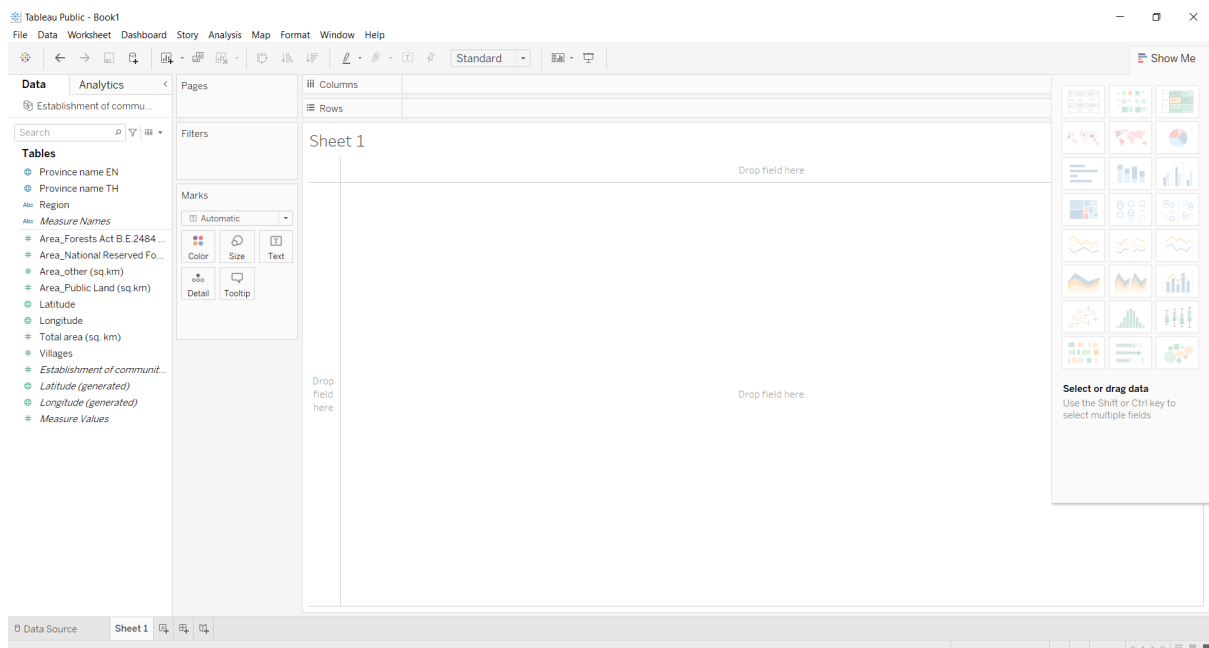 Tableau Public - Book1
File Data Worksheet Dashboard Story Analysis Map Format Window Help
Standard
Show Me
Data Analytics
Establishment of commu...
Search
Tables
Province name EN
Province name TH
Abc Region
Abc Measure Names
# Area_Forests Act B.E.2484 ...
# Area_National Reserved Fo...
# Area_other (sq.km)
# Area_Public Land (sq.km)
Latitude
Longitude
# Total area (sq. km)
# Villages
# Establishment of communit...
Latitude (generated)
Longitude (generated)
# Measure Values
Pages
Filters
Marks
Automatic
Color Size Text
Detail Tooltip
Columns
Rows
Sheet 1
Drop field here
Drop
field
here
Drop field here
Select or drag data
Use the Shift or Ctrl key to
select multiple fields
Data Source Sheet 1